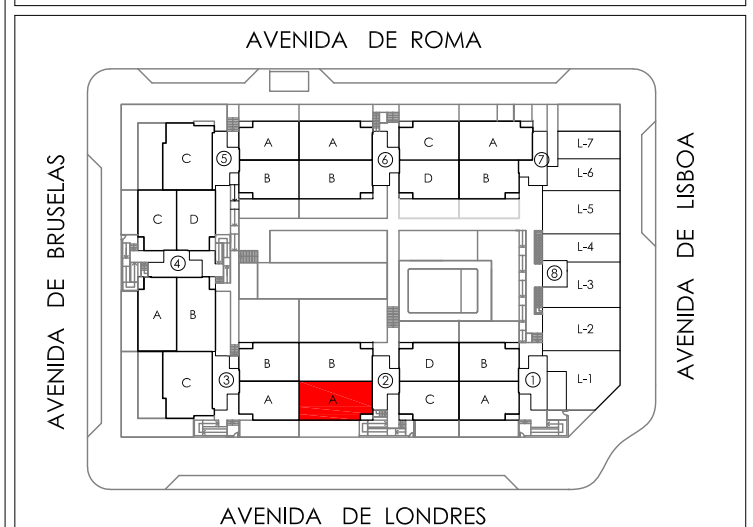 AVENIDA DE ROMA
AVENIDA DE BRUSELAS
AVENIDA DE LISBOA
A A C A L-7
C 5 6 7
B B D B L-6
C D L-5
L-4
4 8 L-3
A B L-2
B B D B
C 3 2 1 L-1
A A C A
AVENIDA DE LONDRES